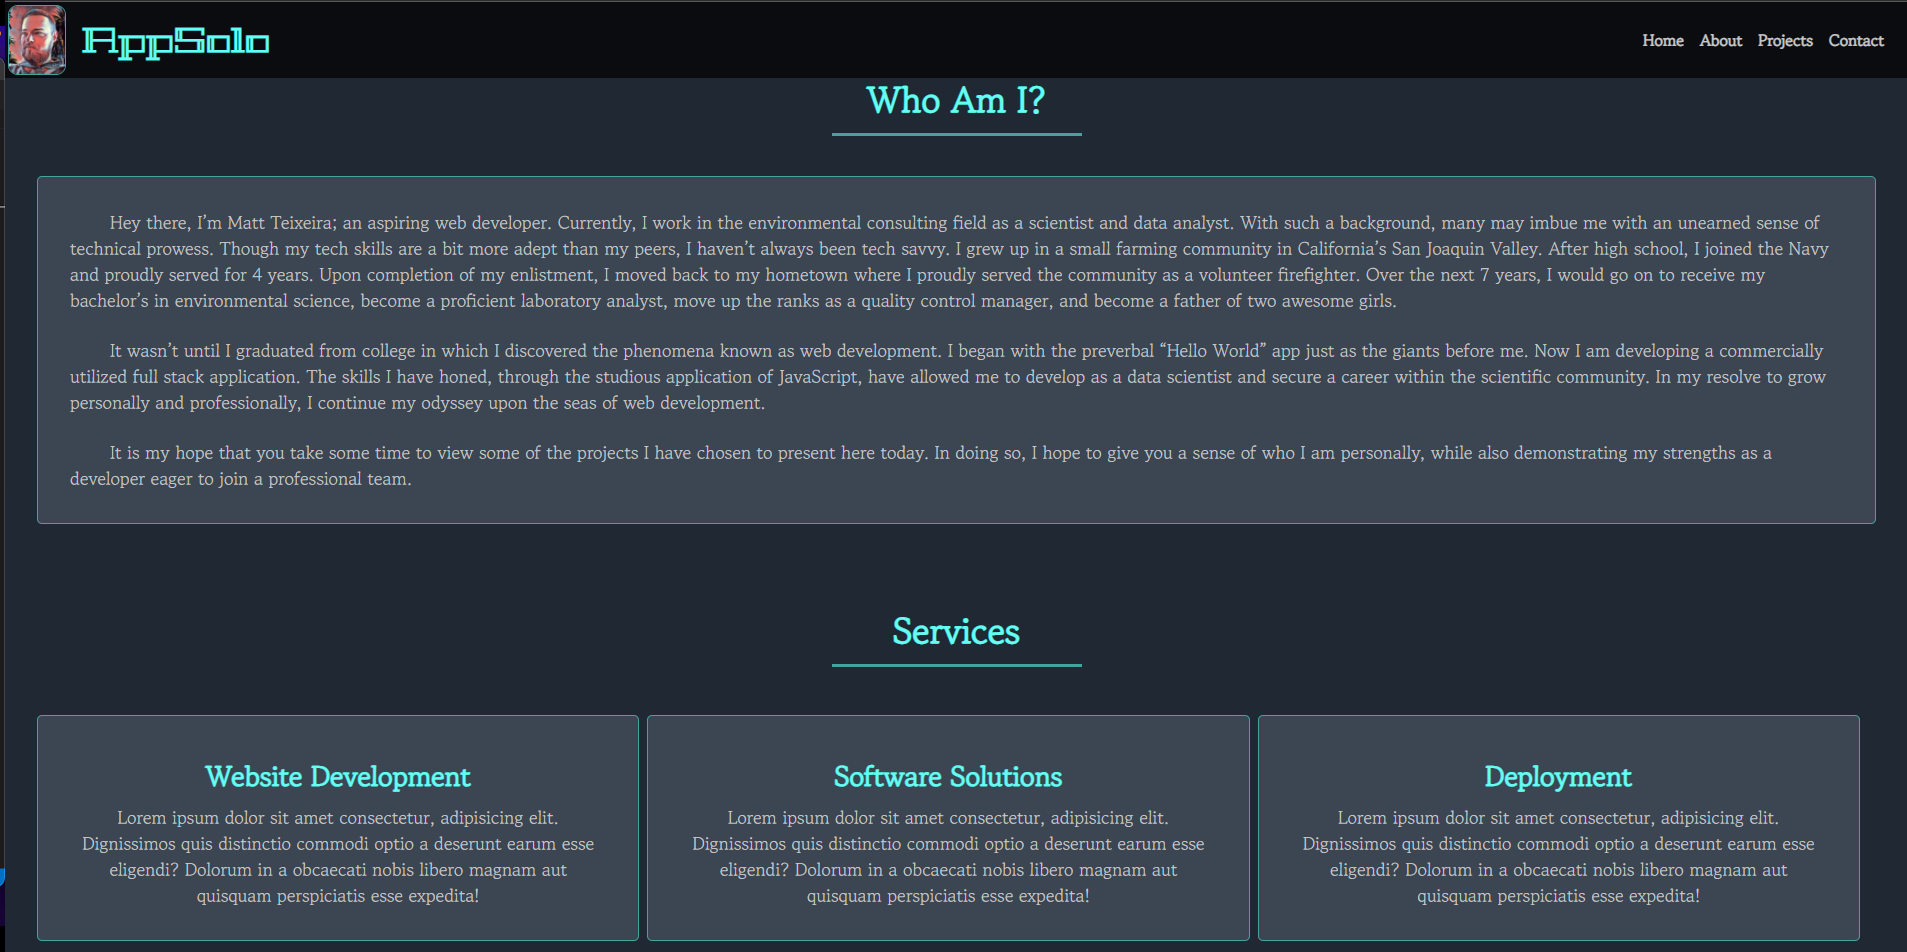 AppSolo
Home About Projects Contact
Who Am I?
Hey there, I’m Matt Teixeira; an aspiring web developer. Currently, I work in the environmental consulting field as a scientist and data analyst. With such a background, many may imbue me with an unearned sense of
technical prowess. Though my tech skills are a bit more adept than my peers, I haven’t always been tech savvy. I grew up in a small farming community in California’s San Joaquin Valley. After high school, I joined the Navy
and proudly served for 4 years. Upon completion of my enlistment, I moved back to my hometown where I proudly served the community as a volunteer firefighter. Over the next 7 years, I would go on to receive my
bachelor’s in environmental science, become a proficient laboratory analyst, move up the ranks as a quality control manager, and become a father of two awesome girls.
It wasn’t until I graduated from college in which I discovered the phenomena known as web development. I began with the preverbal “Hello World” app just as the giants before me. Now I am developing a commercially
utilized full stack application. The skills I have honed, through the studious application of JavaScript, have allowed me to develop as a data scientist and secure a career within the scientific community. In my resolve to grow
personally and professionally, I continue my odyssey upon the seas of web development.
It is my hope that you take some time to view some of the projects I have chosen to present here today. In doing so, I hope to give you a sense of who I am personally, while also demonstrating my strengths as a
developer eager to join a professional team.
Services
Website Development
Lorem ipsum dolor sit amet consectetur, adipisicing elit.
Dignissimos quis distinctio commodi optio a deserunt earum esse
eligendi? Dolorum in a obcaecati nobis libero magnam aut
quisquam perspiciatis esse expedita!
Software Solutions
Lorem ipsum dolor sit amet consectetur, adipisicing elit.
Dignissimos quis distinctio commodi optio a deserunt earum esse
eligendi? Dolorum in a obcaecati nobis libero magnam aut
quisquam perspiciatis esse expedita!
Deployment
Lorem ipsum dolor sit amet consectetur, adipisicing elit.
Dignissimos quis distinctio commodi optio a deserunt earum esse
eligendi? Dolorum in a obcaecati nobis libero magnam aut
quisquam perspiciatis esse expedita!